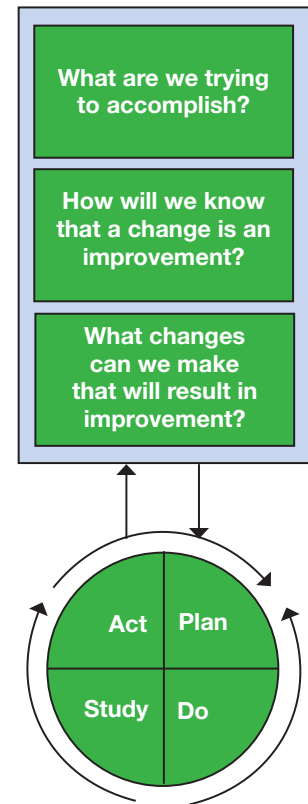 What are we trying
to accomplish?
How will we know
that a change is an
improvement?
What changes
can we make
that will result in
improvement?
Act Plan
Study Do